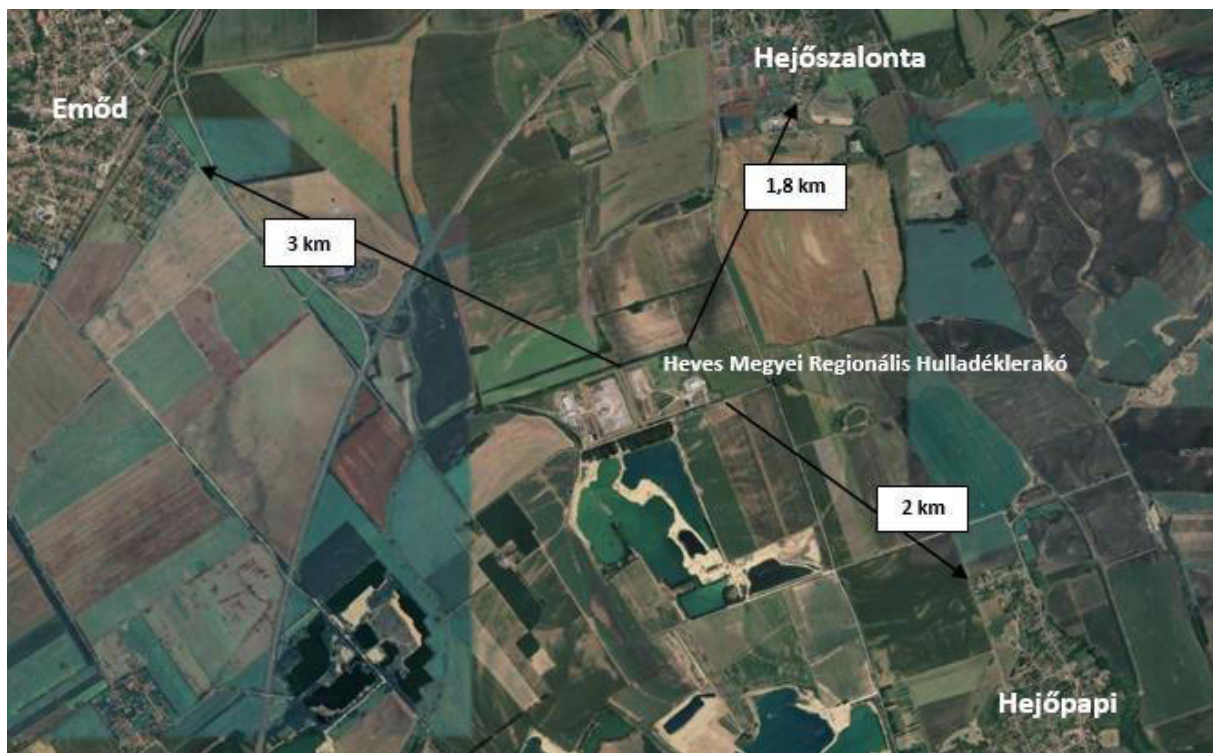 Hejőszalonta
Emőd
1,8 km
3 km
Heves Megyei Regionális Hulladéklerakó
2 km
Hejőpapi